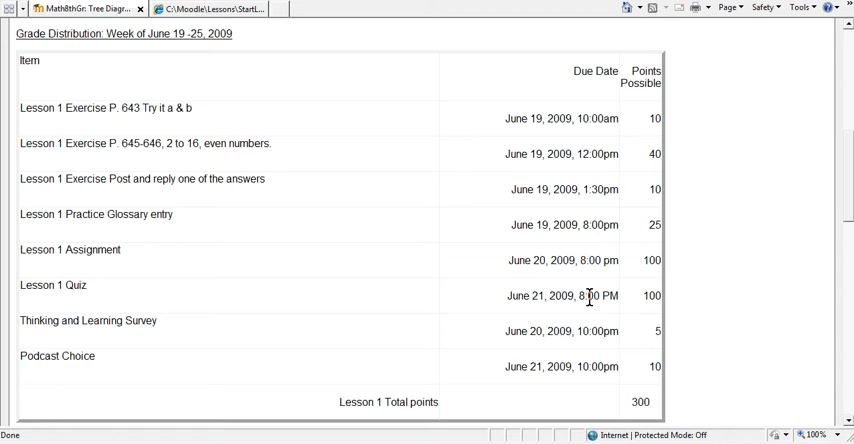 Math8thGr: Tree Diagr...
C:\Moodle\Lessons\StartL...
Page
Safety
Tools
Grade Distribution: Week of June 19 -25, 2009
Item Due Date Points Possible
Lesson 1 Exercise P. 643 Try it a & b June 19, 2009, 10:00am 10
Lesson 1 Exercise P. 645-646, 2 to 16, even numbers. June 19, 2009, 12:00pm 40
Lesson 1 Exercise Post and reply one of the answers June 19, 2009, 1:30pm 10
Lesson 1 Practice Glossary entry June 19, 2009, 8:00pm 25
Lesson 1 Assignment June 20, 2009, 8:00 pm 100
Lesson 1 Quiz June 21, 2009, 8:00 PM 100
Thinking and Learning Survey June 20, 2009, 10:00pm 5
Podcast Choice June 21, 2009, 10:00pm 10
Lesson 1 Total points 300
Done Internet | Protected Mode: Off 100%